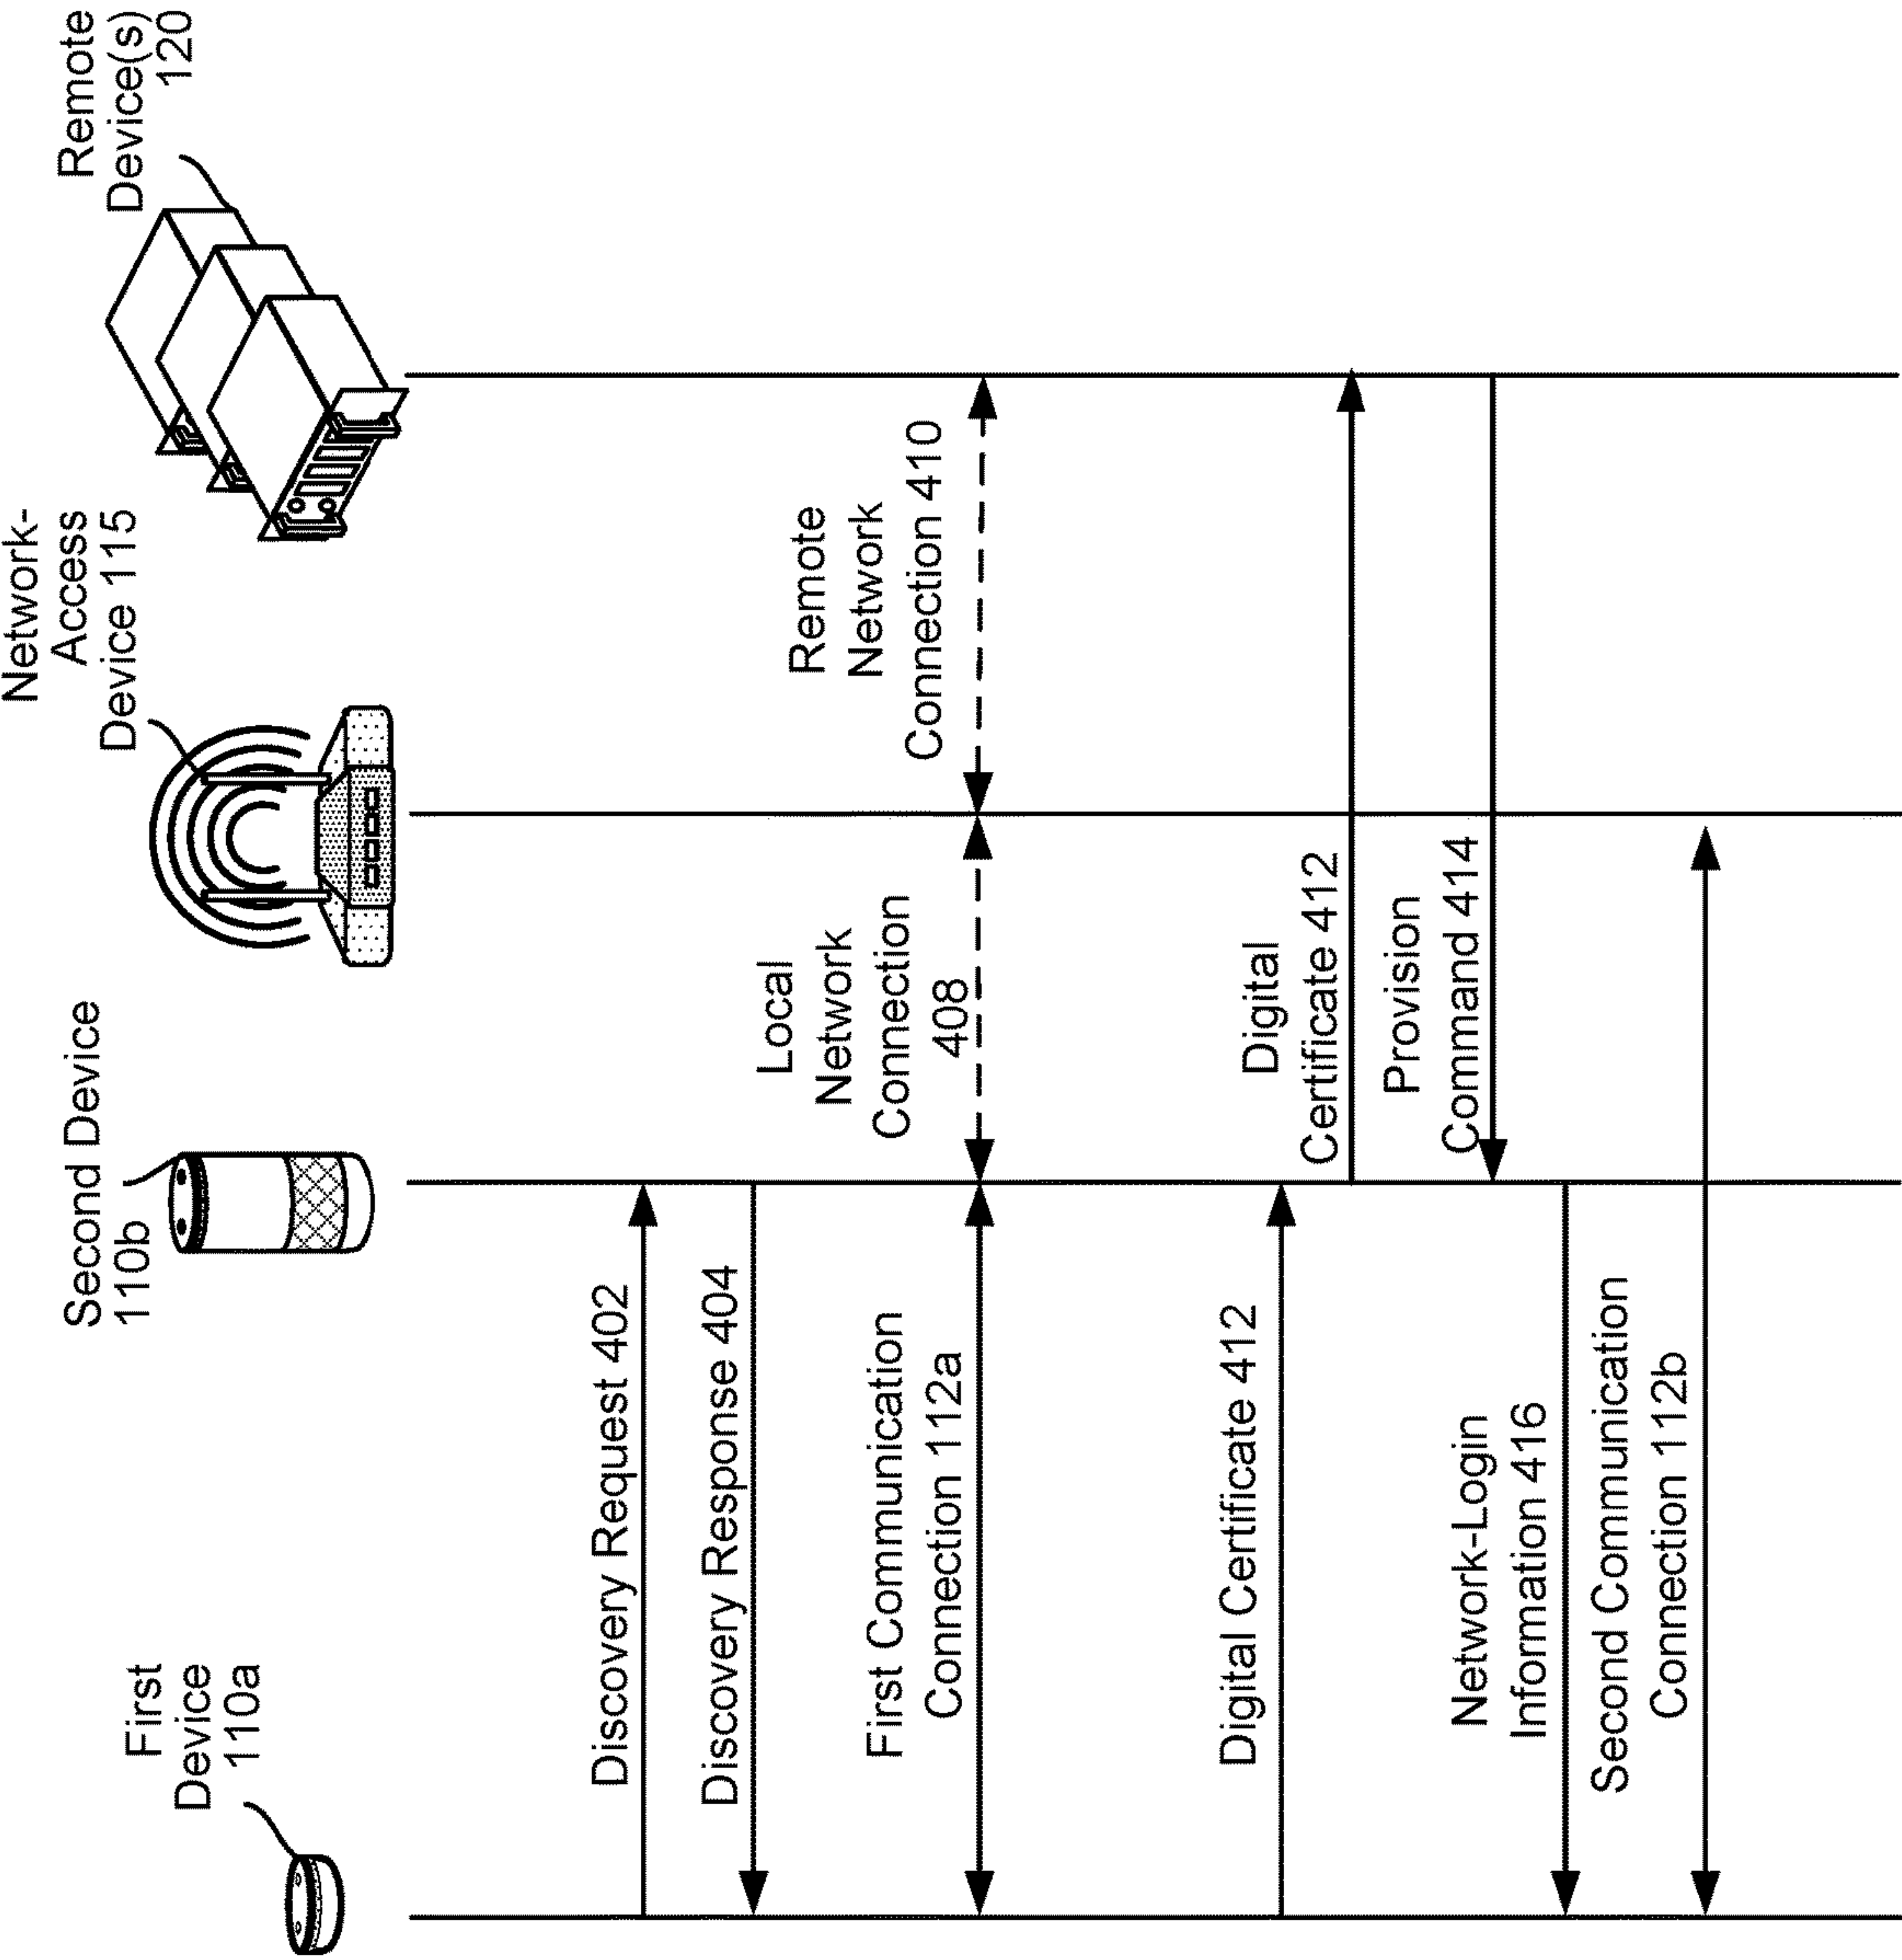 First
Device
110a
Second Device
110b
Network-
Access
Device 115
Remote
Device(s)
120
Discovery Request 402
Discovery Response 404
First Communication
Connection 112a
Local
Network
Connection
408
Remote
Network
Connection 410
Digital Certificate 412
Digital
Certificate 412
Provision
Command 414
Network-Login
Information 416
Second Communication
Connection 112b